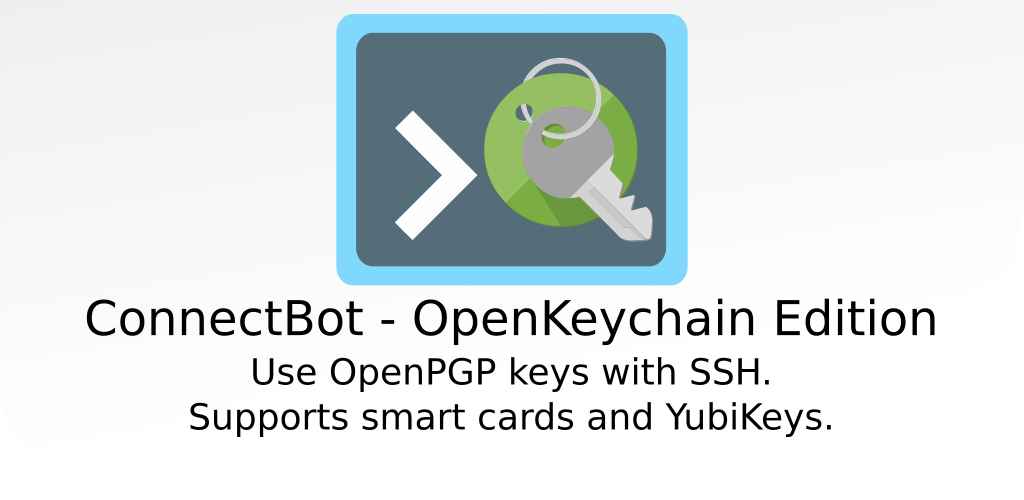 ConnectBot - OpenKeychain Edition
Use OpenPGP keys with SSH.
Supports smart cards and YubiKeys.